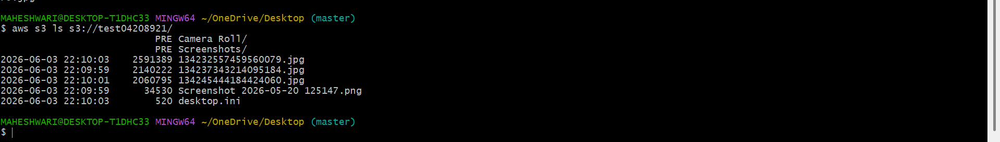 MAHESHWARI@DESKTOP-T1DHC33 MINGW64 ~/OneDrive/Desktop (master)
$ aws s3 ls s3://test04208921/
PRE Camera Roll/
PRE Screenshots/
2026-06-03 22:10:03 2591389 134232557459560079.jpg
2026-06-03 22:09:59 2140222 134237343214095184.jpg
2026-06-03 22:10:01 2060795 134245444184424060.jpg
2026-06-03 22:09:59 34530 Screenshot 2026-05-20 125147.png
2026-06-03 22:10:03 520 desktop.ini
MAHESHWARI@DESKTOP-T1DHC33 MINGW64 ~/OneDrive/Desktop (master)
$